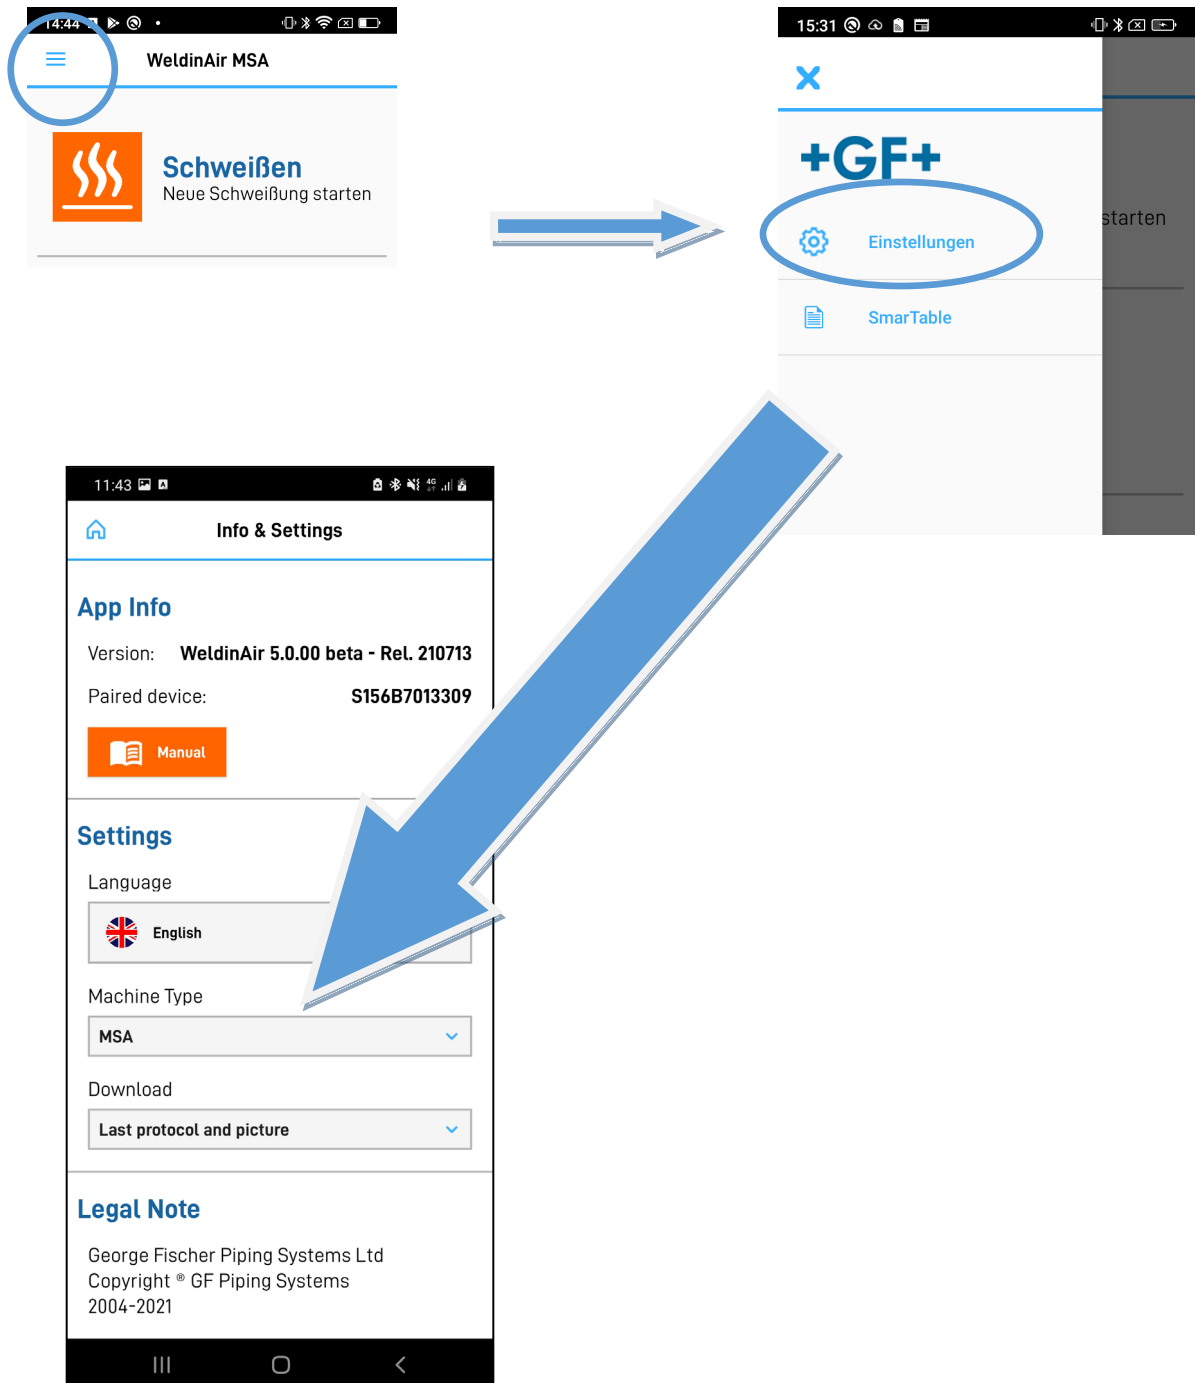 14:44
WeldinAir MSA
Schweißen
Neue Schweißung starten
15:31
+GF+
Einstellungen
starten
SmarTable
11:43
4G
Info & Settings
App Info
Version: WeldinAir 5.0.00 beta - Rel. 210713
Paired device: S156B7013309
Manual
Settings
Language
English
Machine Type
MSA
Download
Last protocol and picture
Legal Note
George Fischer Piping Systems Ltd
Copyright ® GF Piping Systems
2004-2021